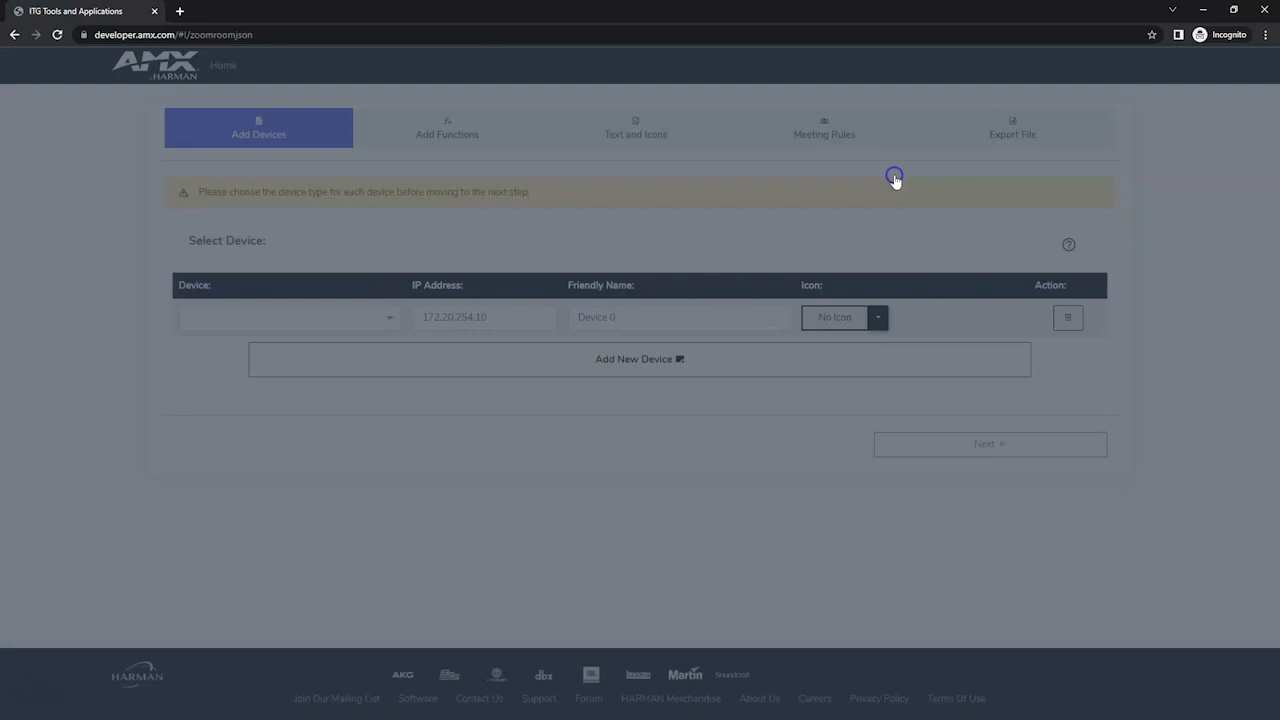 ITG Tools and Applications
developer.amx.com/#!/zoomroomjson
Incognito
AMX
by HARMAN
Home
Add Devices
Add Functions
Text and Icons
Meeting Rules
Export File
Please choose the device type for each device before moving to the next step.
Select Device:
Device:
IP Address:
Friendly Name:
Icon:
Action:
172.20.254.10
Device 0
No Icon
Add New Device
Next
HARMAN
AKG
dbx
lexicon
Martin
Soundcraft
Join Our Mailing List
Software
Contact Us
Support
Forum
HARMAN Merchandise
About Us
Careers
Privacy Policy
Terms Of Use